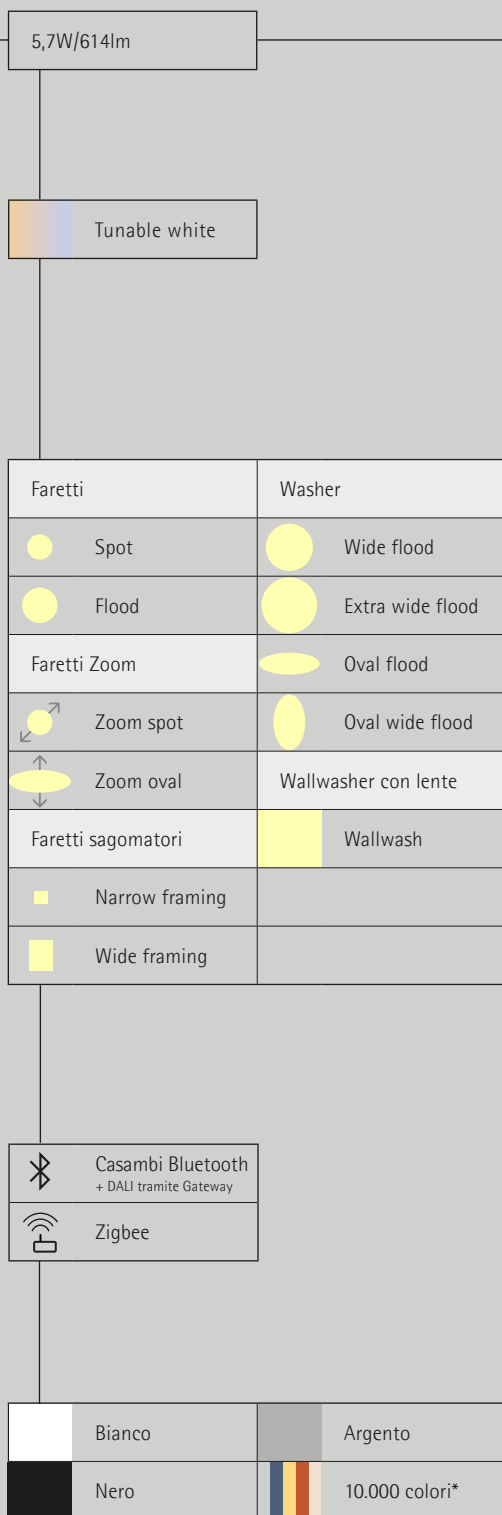 5,7W/614lm
Tunable white
Faretti
Washer
Spot
Wide flood
Flood
Extra wide flood
Faretti Zoom
Oval flood
Zoom spot
Oval wide flood
Zoom oval
Wallwasher con lente
Faretti sagomatori
Wallwash
Narrow framing
Wide framing
Casambi Bluetooth
+ DALI tramite Gateway
Zigbee
Bianco
Argento
Nero
10.000 colori*